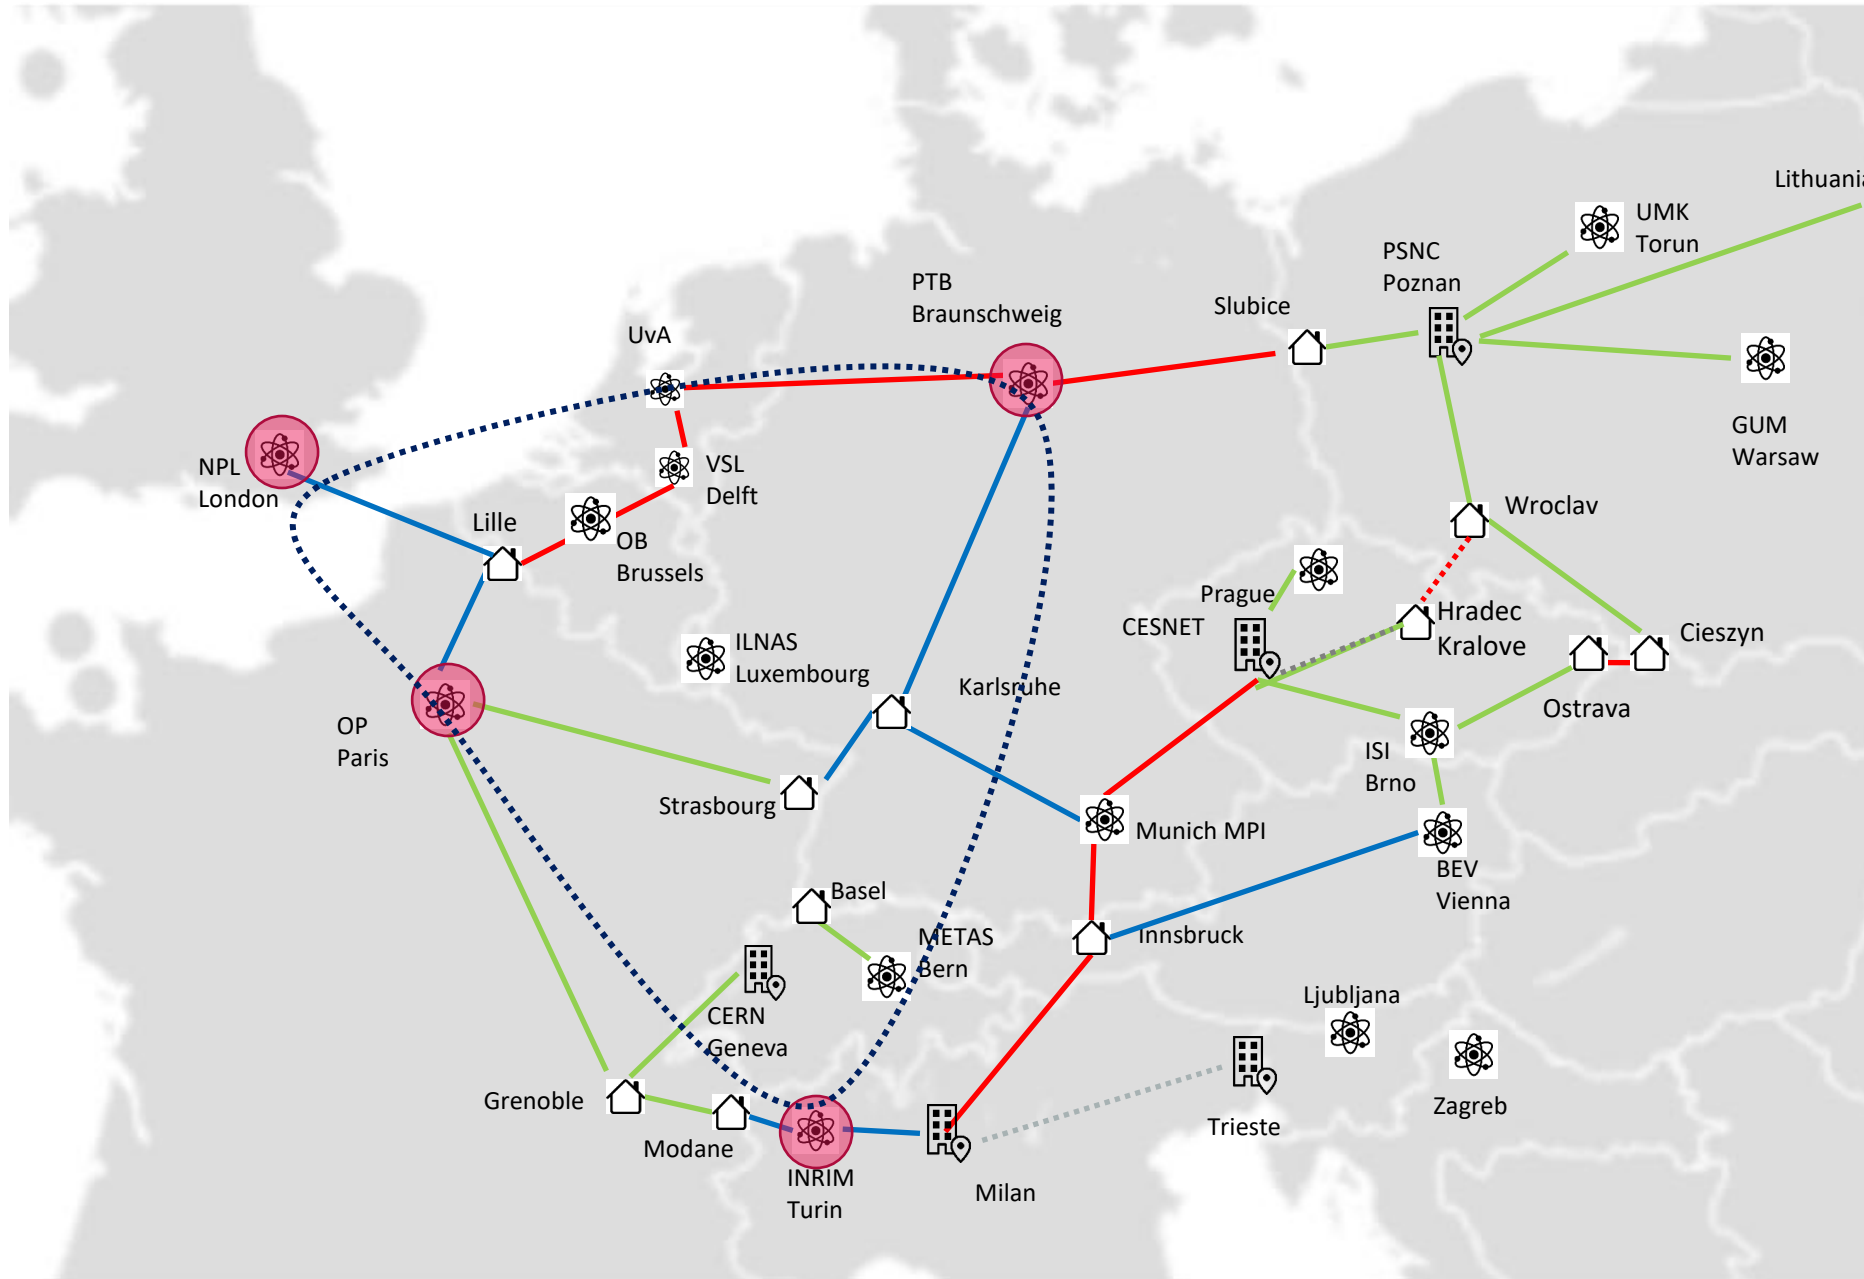 Lithuania
UMK
Torun
PSNC
Poznan
PTB
Braunschweig
Slubice
UvA
GUM
Warsaw
NPL
London
VSL
Delft
Lille
OB
Brussels
Wroclav
Prague
CESNET
Hradec
Kralove
Cieszyn
ILNAS
Luxembourg
Karlsruhe
Ostrava
OP
Paris
ISI
Brno
Strasbourg
Munich MPI
BEV
Vienna
Basel
METAS
Bern
Innsbruck
Ljubljana
CERN
Geneva
Grenoble
Zagreb
Trieste
Modane
INRIM
Turin
Milan